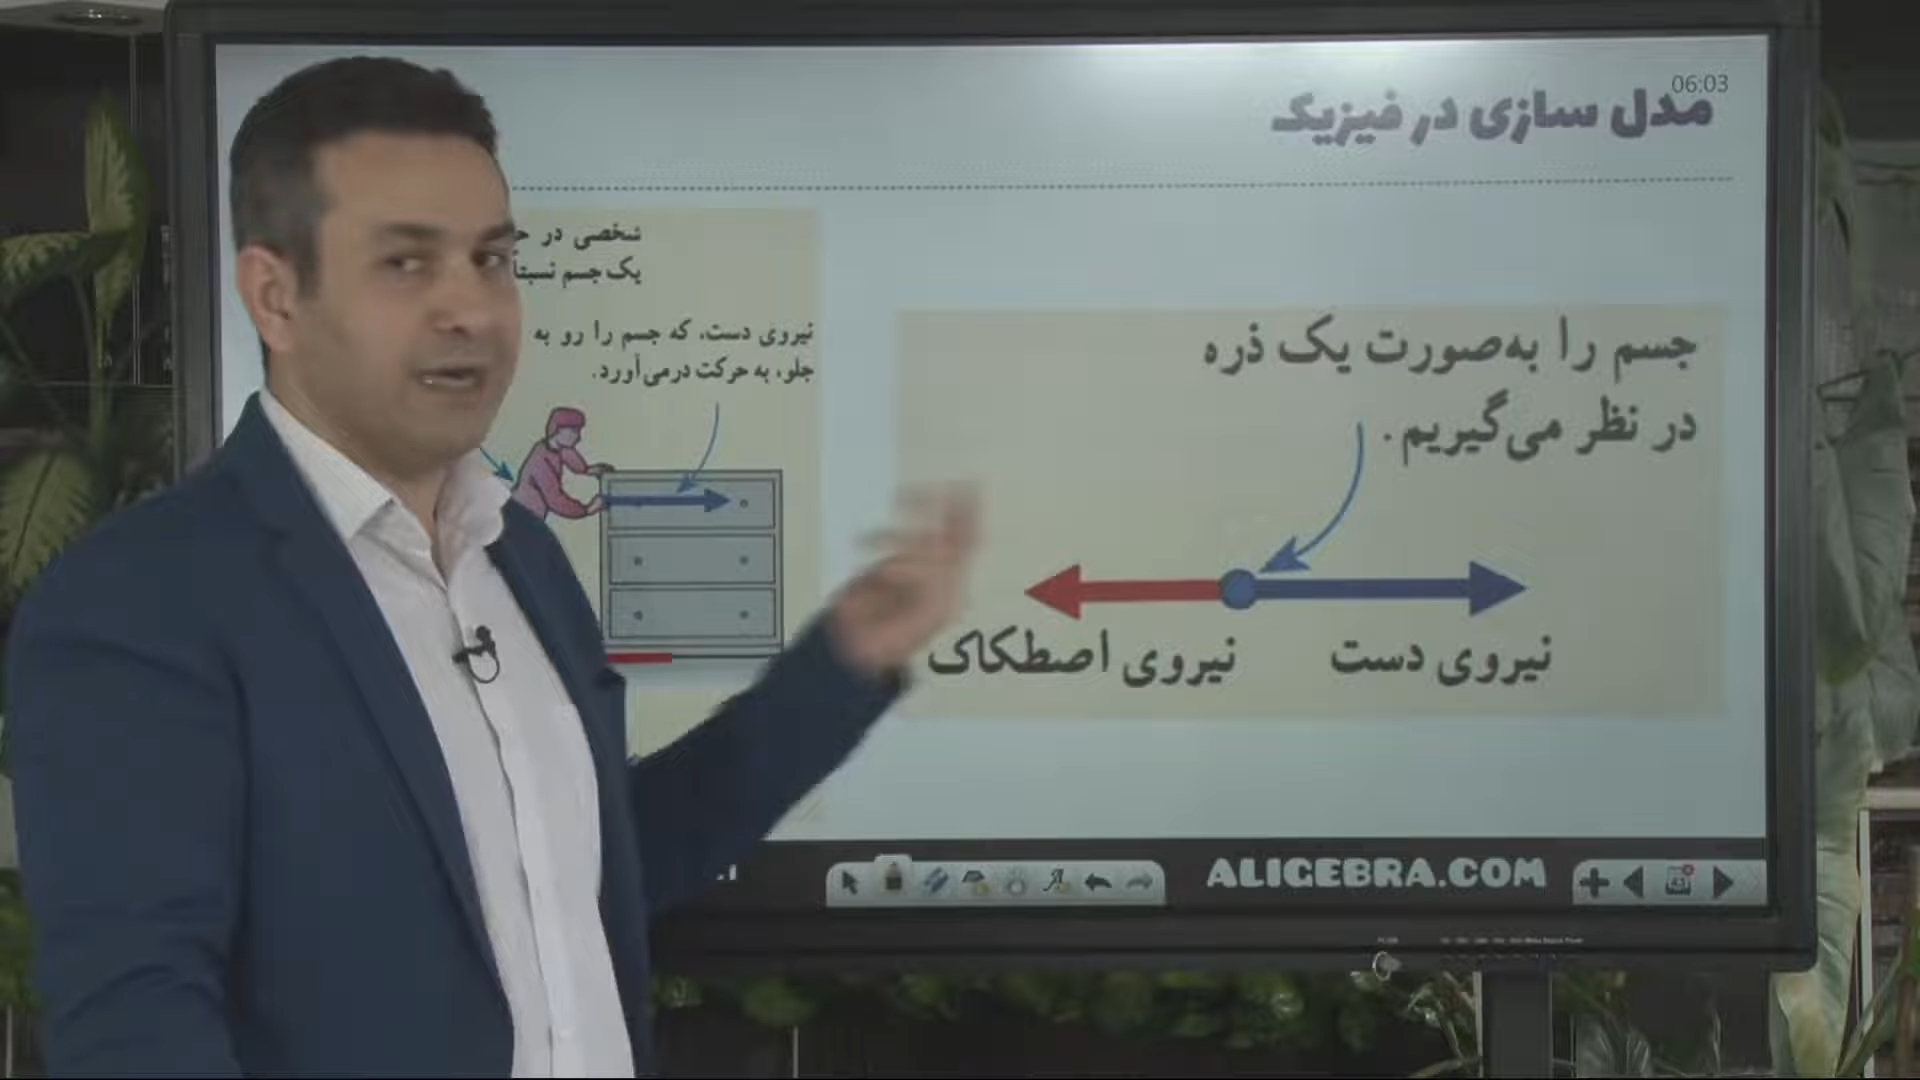 06:03
مدل سازی در فیزیک
شخصی در
یک جسم نسبتاً
نیروی دست، که جسم را رو به
جلو، به حرکت درمی‌آورد.
جسم را به‌صورت یک ذره
در نظر می‌گیریم.
نیروی دست
نیروی اصطکاک
ALIGEBRA.COM